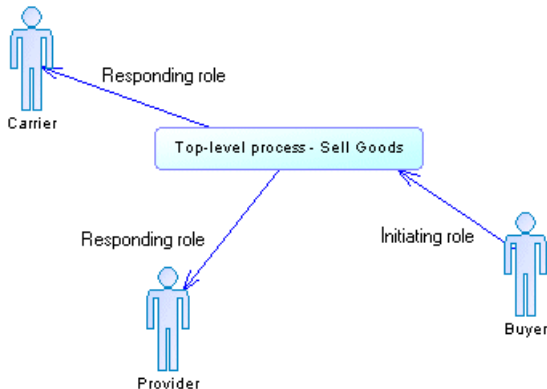 Responding role
Carrier
Top-level process - Sell Goods
Responding role
Initiating role
Buyer
Provider